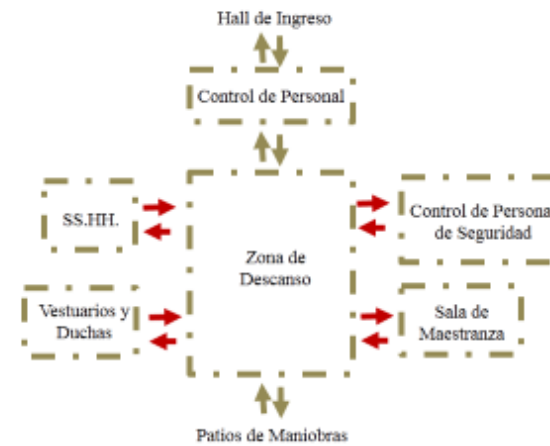 Hall de Ingreso
Control de Personal
SS.HH.
Control de Persona
de Seguridad
Zona de
Descanso
Vestuarios y
Duchas
Sala de
Maestranza
Patios de Maniobras